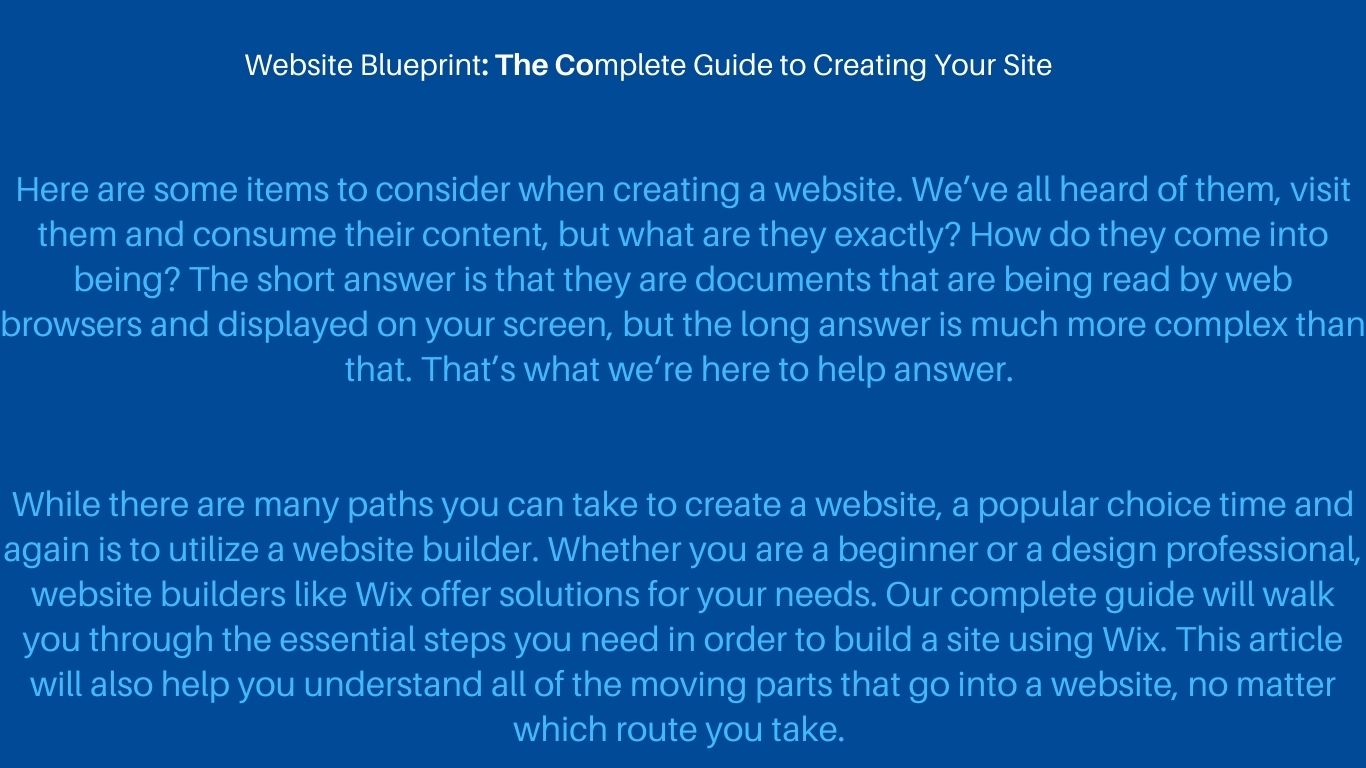 Website Blueprint: The Complete Guide to Creating Your Site
Here are some items to consider when creating a website. We’ve all heard of them, visit
them and consume their content, but what are they exactly? How do they come into
being? The short answer is that they are documents that are being read by web
browsers and displayed on your screen, but the long answer is much more complex than
that. That’s what we’re here to help answer.
While there are many paths you can take to create a website, a popular choice time and
again is to utilize a website builder. Whether you are a beginner or a design professional,
website builders like Wix offer solutions for your needs. Our complete guide will walk
you through the essential steps you need in order to build a site using Wix. This article
will also help you understand all of the moving parts that go into a website, no matter
which route you take.